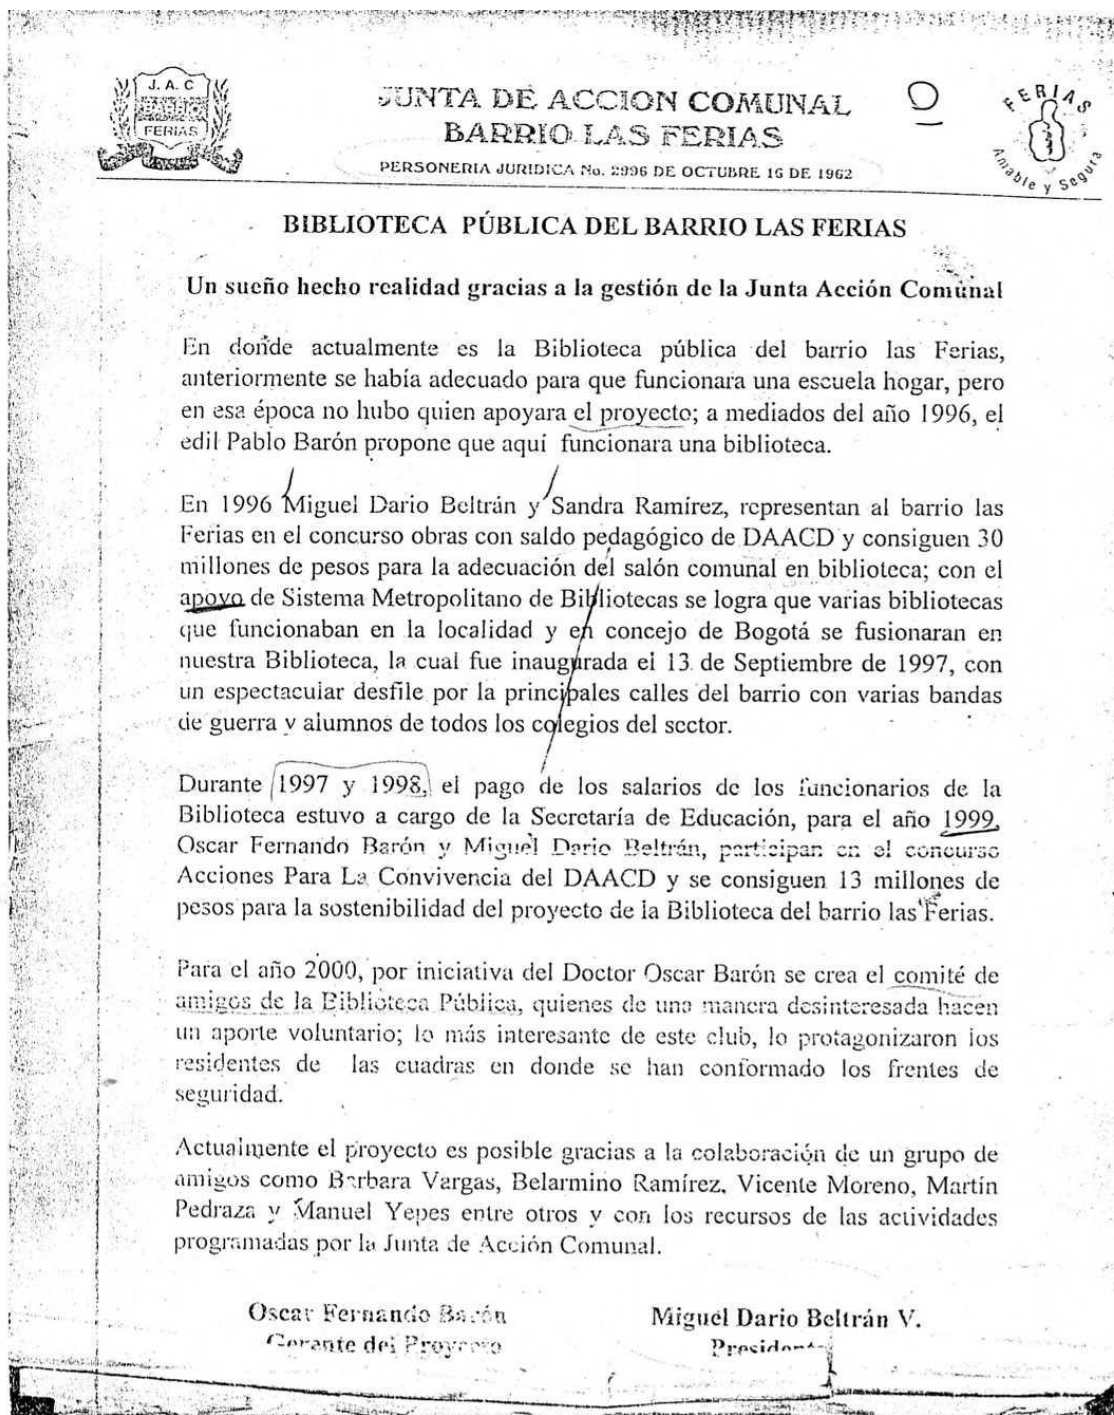 J. A. C
FERIAS
JUNTA DE ACCION COMUNAL
BARRIO LAS FERIAS
PERSONERIA JURIDICA No. 2996 DE OCTUBRE 16 DE 1962
FERIAS
Amable y Segura
BIBLIOTECA PÚBLICA DEL BARRIO LAS FERIAS
Un sueño hecho realidad gracias a la gestión de la Junta Acción Comunal
En donde actualmente es la Biblioteca pública del barrio las Ferias,
anteriormente se había adecuado para que funcionara una escuela hogar, pero
en esa época no hubo quien apoyara el proyecto; a mediados del año 1996, el
edil Pablo Barón propone que aquí funcionara una biblioteca.
En 1996 Miguel Dario Beltrán y Sandra Ramírez, representan al barrio las
Ferias en el concurso obras con saldo pedagógico de DAACD y consiguen 30
millones de pesos para la adecuación del salón comunal en biblioteca; con el
apoyo de Sistema Metropolitano de Bibliotecas se logra que varias bibliotecas
que funcionaban en la localidad y en concejo de Bogotá se fusionaran en
nuestra Biblioteca, la cual fue inaugurada el 13 de Septiembre de 1997, con
un espectacular desfile por la principales calles del barrio con varias bandas
de guerra y alumnos de todos los colegios del sector.
Durante 1997 y 1998, el pago de los salarios de los funcionarios de la
Biblioteca estuvo a cargo de la Secretaría de Educación, para el año 1999,
Oscar Fernando Barón y Miguel Dario Beltrán, participan en el concurso
Acciones Para La Convivencia del DAACD y se consiguen 13 millones de
pesos para la sostenibilidad del proyecto de la Biblioteca del barrio las Ferias.
Para el año 2000, por iniciativa del Doctor Oscar Barón se crea el comité de
amigos de la Biblioteca Pública, quienes de una manera desinteresada hacen
un aporte voluntario; lo más interesante de este club, lo protagonizaron los
residentes de las cuadras en donde se han conformado los frentes de
seguridad.
Actualmente el proyecto es posible gracias a la colaboración de un grupo de
amigos como Barbara Vargas, Belarmino Ramírez, Vicente Moreno, Martín
Pedraza y Manuel Yepes entre otros y con los recursos de las actividades
programadas por la Junta de Acción Comunal.
Oscar Fernando Barón Miguel Dario Beltrán V.
Gerante del Proyecto Presidente